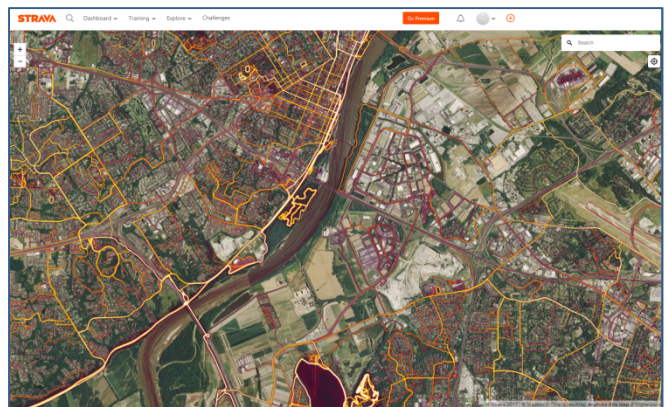 STRAVA Dashboard Training Explore Challenges Go Premium
Search
+
−